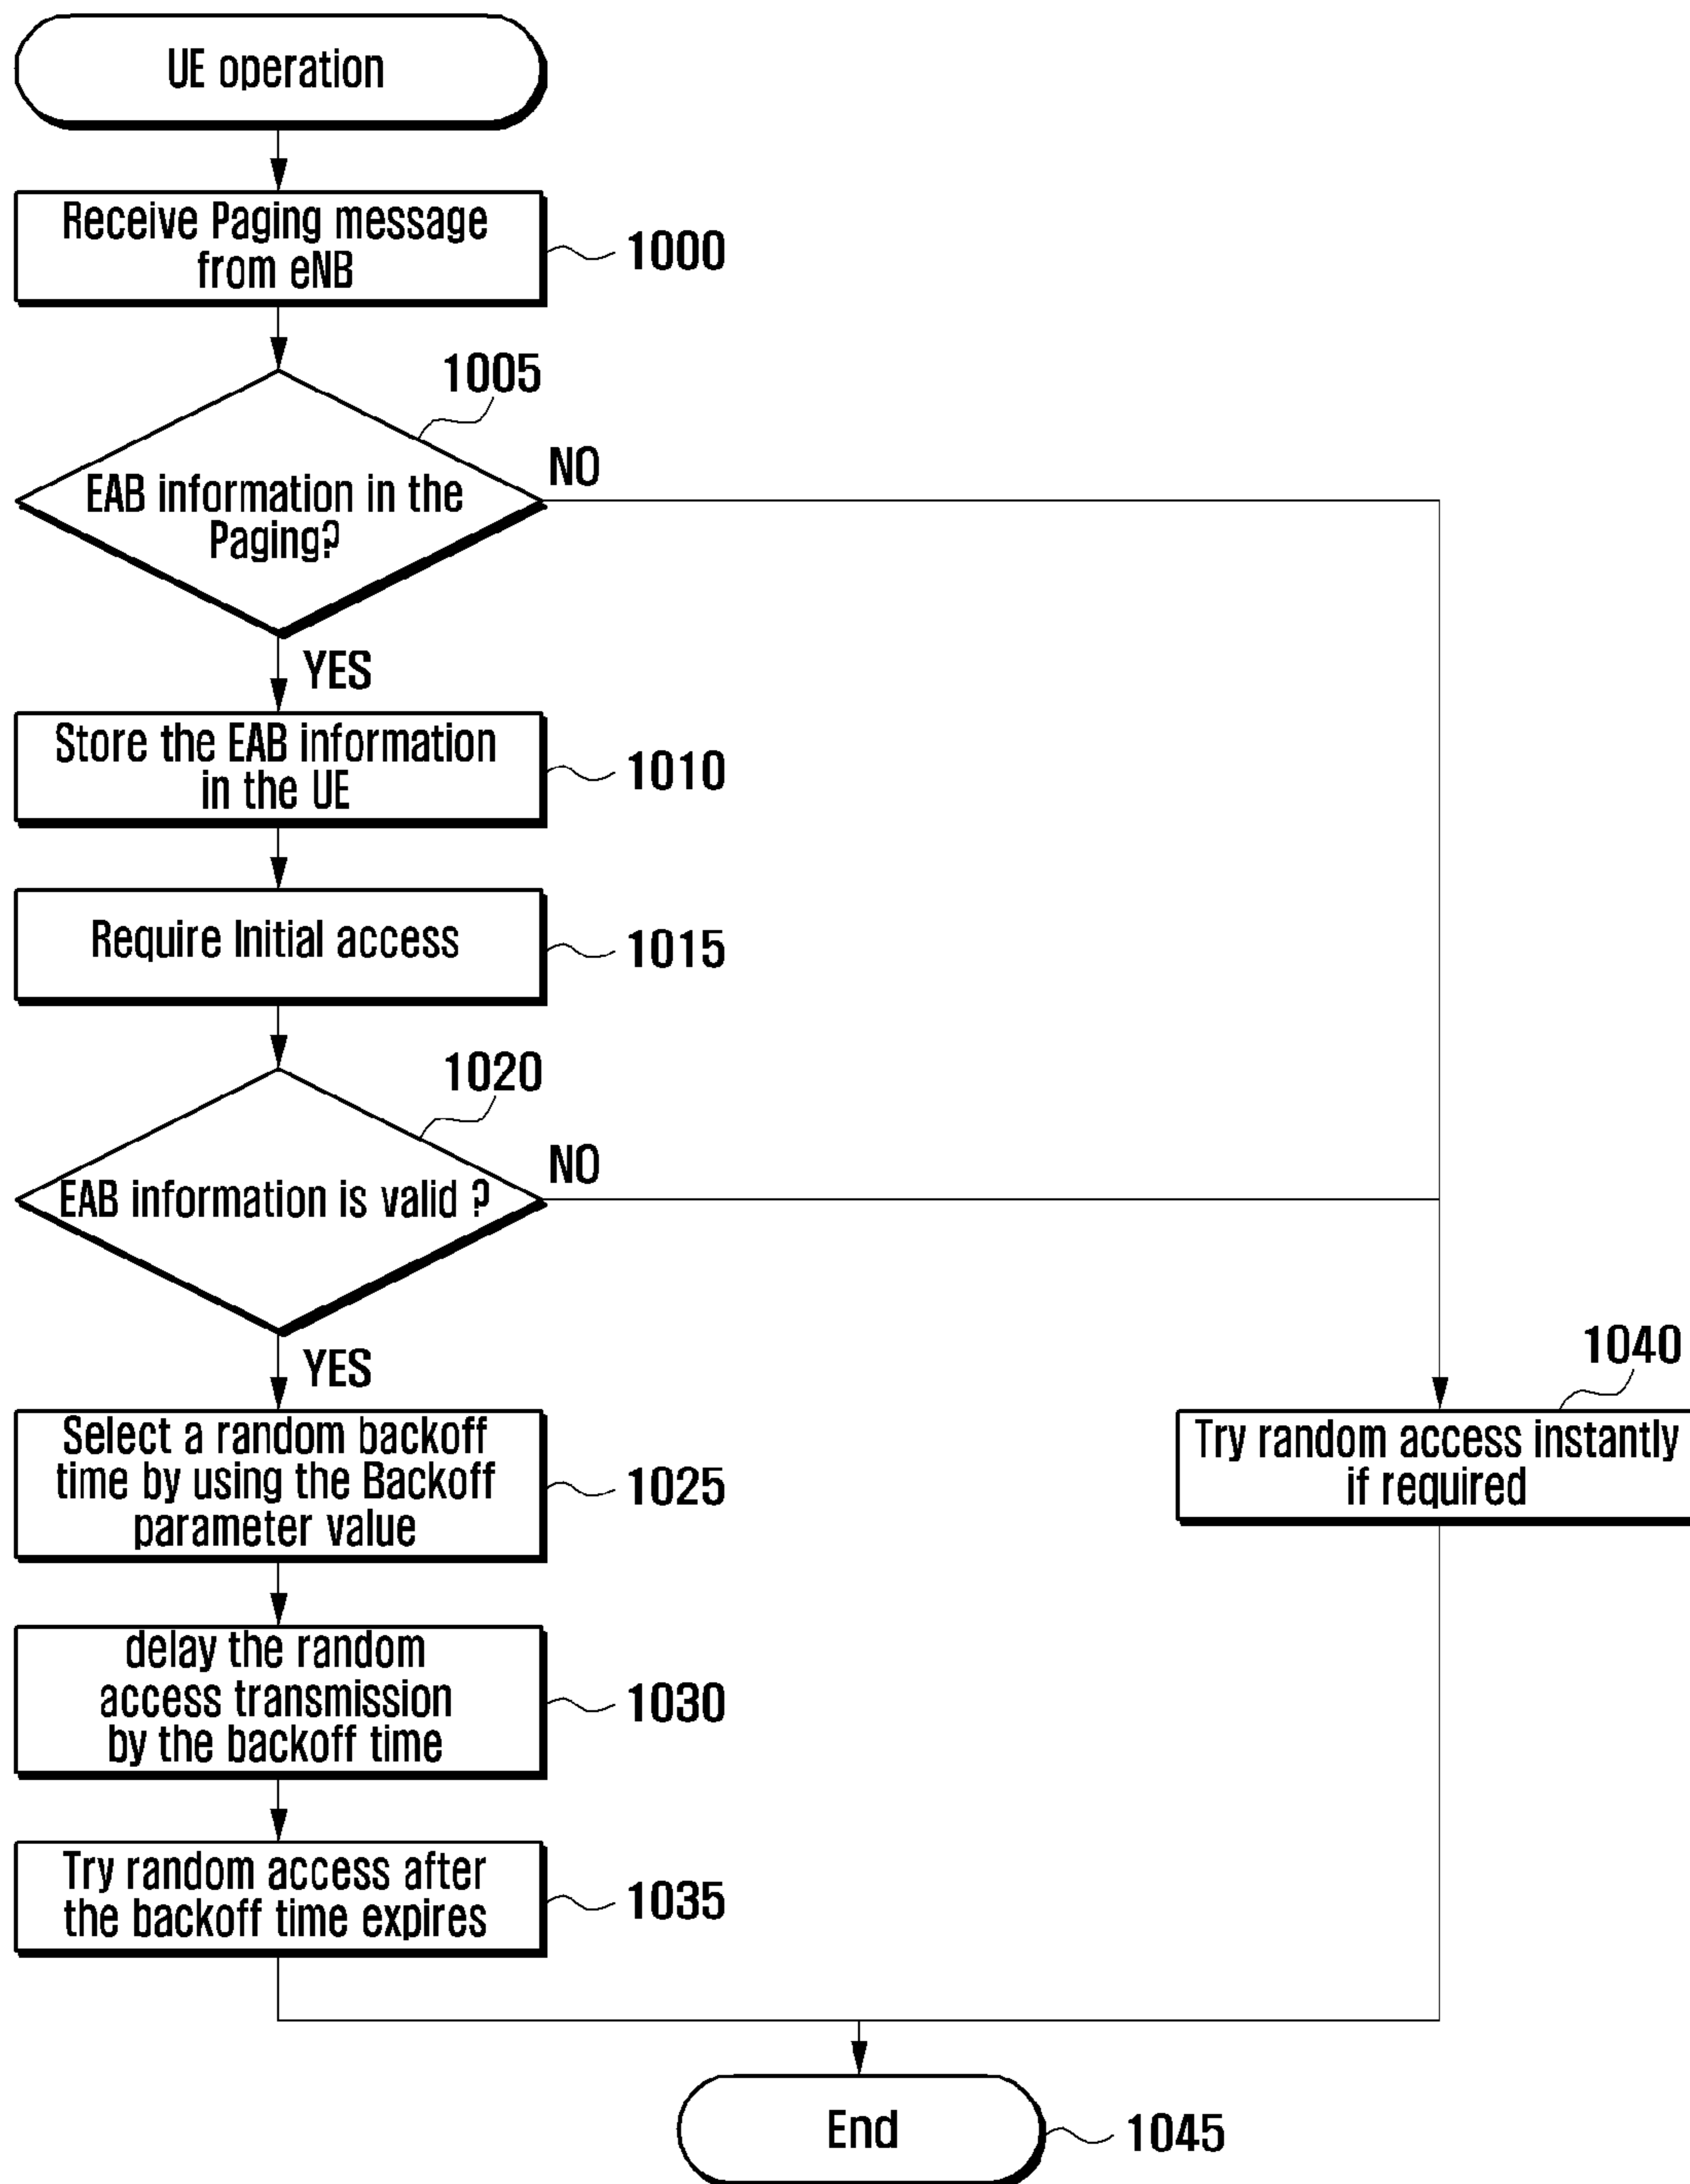 UE operation
Receive Paging message
from eNB
1000
1005
EAB information in the
Paging?
NO
YES
Store the EAB information
in the UE
1010
Require Initial access
1015
1020
EAB information is valid ?
NO
YES
Select a random backoff
time by using the Backoff
parameter value
1025
1040
Try random access instantly
if required
delay the random
access transmission
by the backoff time
1030
Try random access after
the backoff time expires
1035
End
1045